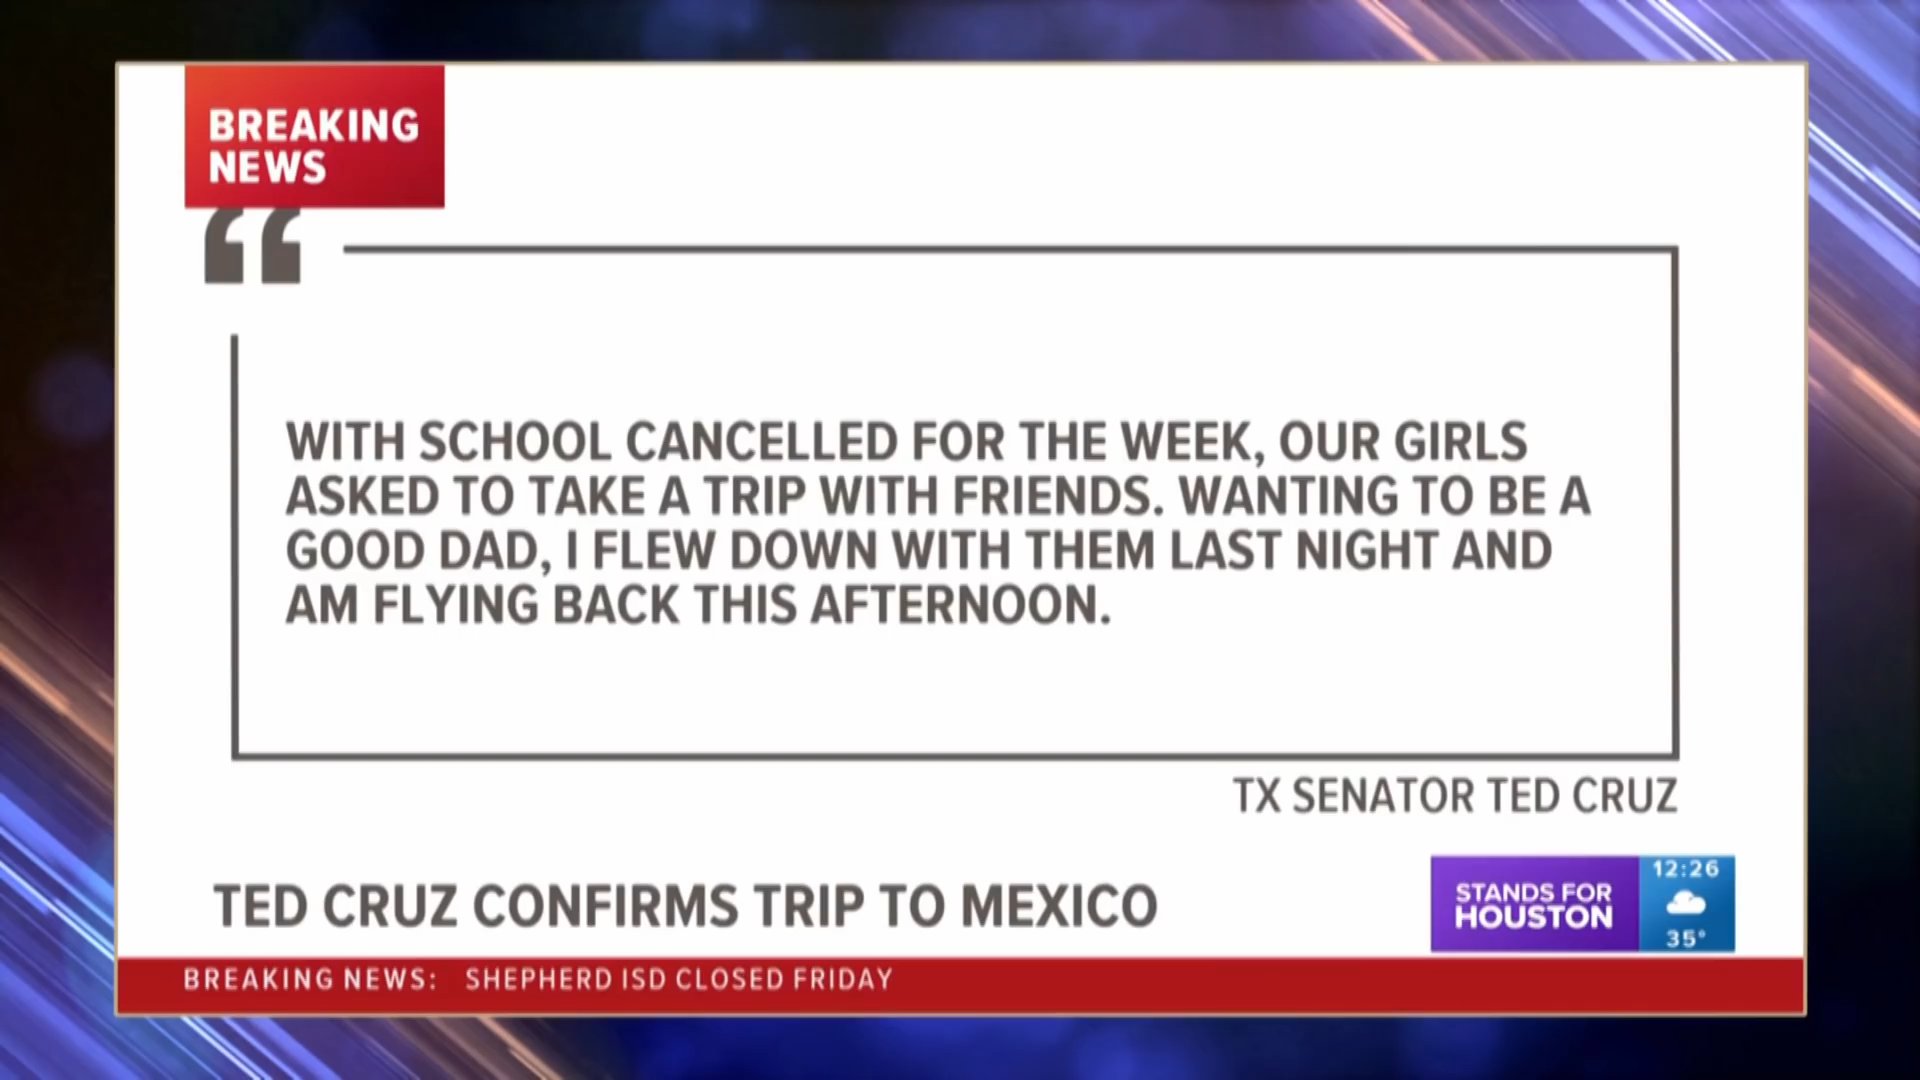 BREAKING
NEWS
“
WITH SCHOOL CANCELLED FOR THE WEEK, OUR GIRLS
ASKED TO TAKE A TRIP WITH FRIENDS. WANTING TO BE A
GOOD DAD, I FLEW DOWN WITH THEM LAST NIGHT AND
AM FLYING BACK THIS AFTERNOON.
TX SENATOR TED CRUZ
TED CRUZ CONFIRMS TRIP TO MEXICO
STANDS FOR
HOUSTON
12:26
35°
BREAKING NEWS: SHEPHERD ISD CLOSED FRIDAY